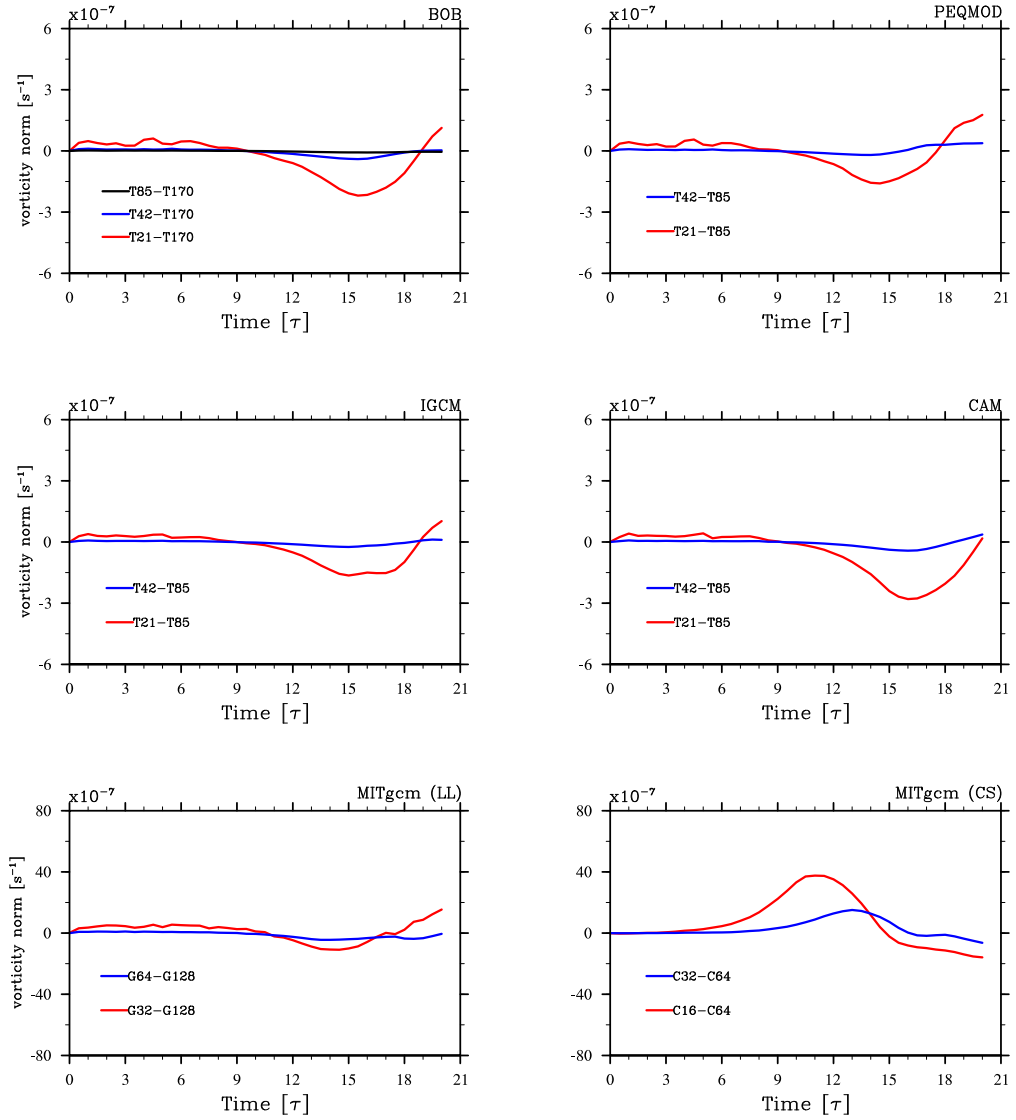 x10⁻⁷ BOB
vorticity norm [s⁻¹]
6
3
0
-3
-6
T85−T170
T42−T170
T21−T170
0 3 6 9 12 15 18 21
Time [τ]
x10⁻⁷ PEQMOD
6
3
0
-3
-6
T42−T85
T21−T85
0 3 6 9 12 15 18 21
Time [τ]
x10⁻⁷ IGCM
vorticity norm [s⁻¹]
6
3
0
-3
-6
T42−T85
T21−T85
0 3 6 9 12 15 18 21
Time [τ]
x10⁻⁷ CAM
6
3
0
-3
-6
T42−T85
T21−T85
0 3 6 9 12 15 18 21
Time [τ]
x10⁻⁷ MITgcm (LL)
vorticity norm [s⁻¹]
80
40
0
-40
-80
G64−G128
G32−G128
0 3 6 9 12 15 18 21
Time [τ]
x10⁻⁷ MITgcm (CS)
80
40
0
-40
-80
C32−C64
C16−C64
0 3 6 9 12 15 18 21
Time [τ]